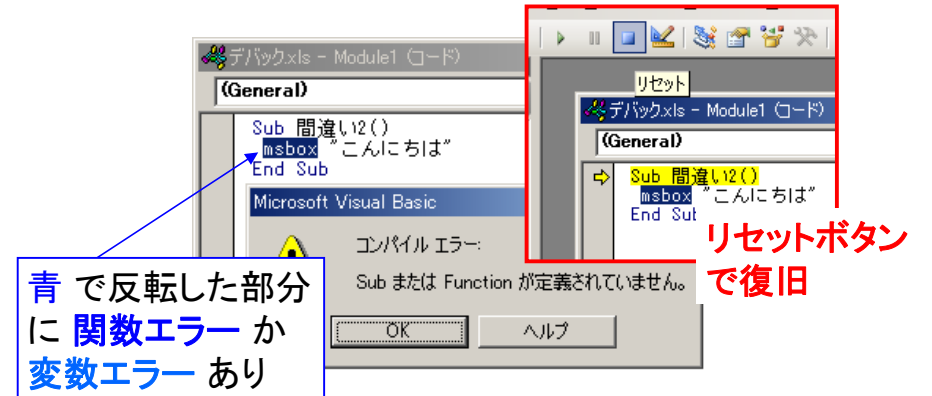 デバック.xls - Module1 (コード)
(General)
Sub 間違い2()
msbox "こんにちは"
End Sub
Microsoft Visual Basic
コンパイル エラー:
Sub または Function が定義されていません。
OK
ヘルプ
青 で反転した部分
に 関数エラー か
変数エラー あり
リセット
デバック.xls - Module1 (コード)
(General)
Sub 間違い2()
msbox "こんにちは"
End Sub
リセットボタン
で復旧